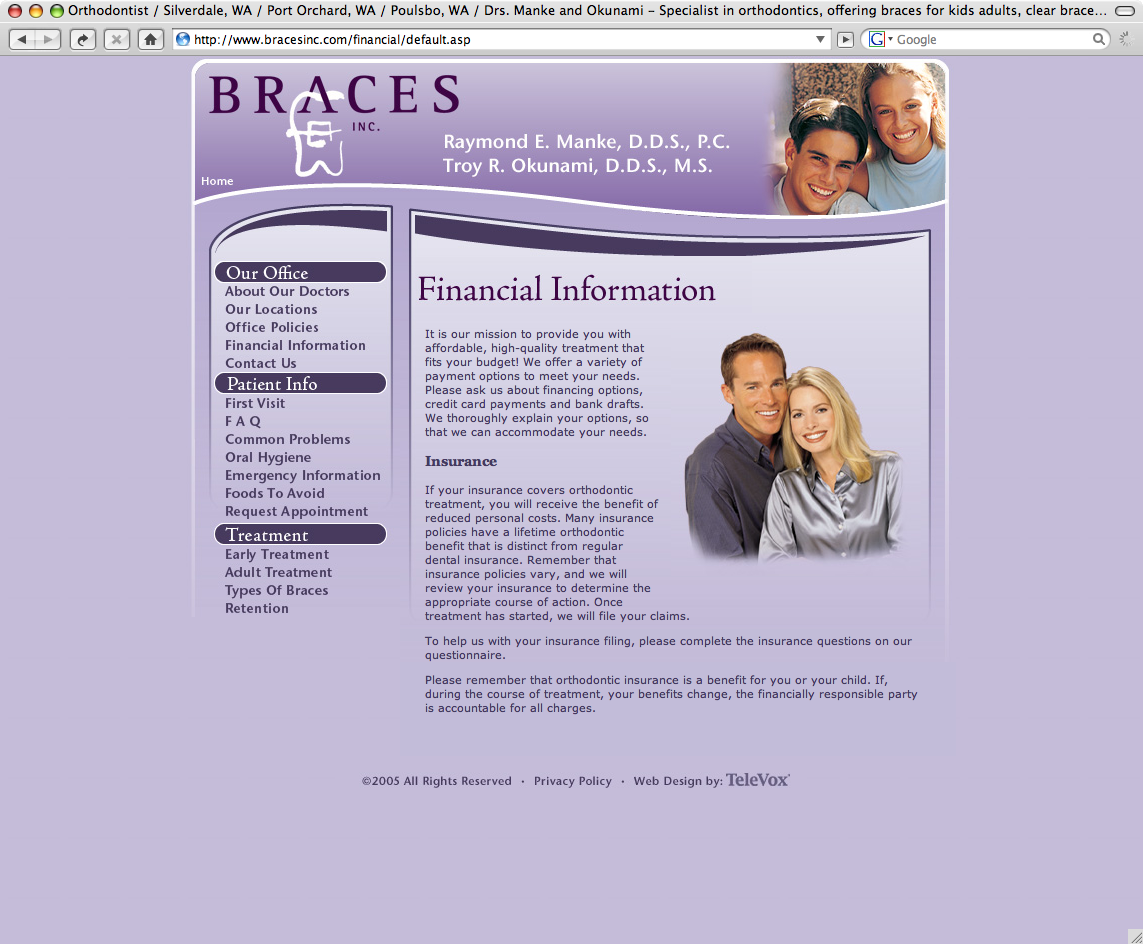 Orthodontist / Silverdale, WA / Port Orchard, WA / Poulsbo, WA / Drs. Manke and Okunami – Specialist in orthodontics, offering braces for kids adults, clear brace...
http://www.bracesinc.com/financial/default.asp
Google
BRACES
INC.
Raymond E. Manke, D.D.S., P.C.
Troy R. Okunami, D.D.S., M.S.
Home
Our Office
About Our Doctors
Our Locations
Office Policies
Financial Information
Contact Us
Patient Info
First Visit
F A Q
Common Problems
Oral Hygiene
Emergency Information
Foods To Avoid
Request Appointment
Treatment
Early Treatment
Adult Treatment
Types Of Braces
Retention
Financial Information
It is our mission to provide you with
affordable, high-quality treatment that
fits your budget! We offer a variety of
payment options to meet your needs.
Please ask us about financing options,
credit card payments and bank drafts.
We thoroughly explain your options, so
that we can accommodate your needs.
Insurance
If your insurance covers orthodontic
treatment, you will receive the benefit of
reduced personal costs. Many insurance
policies have a lifetime orthodontic
benefit that is distinct from regular
dental insurance. Remember that
insurance policies vary, and we will
review your insurance to determine the
appropriate course of action. Once
treatment has started, we will file your claims.
To help us with your insurance filing, please complete the insurance questions on our
questionnaire.
Please remember that orthodontic insurance is a benefit for you or your child. If,
during the course of treatment, your benefits change, the financially responsible party
is accountable for all charges.
©2005 All Rights Reserved • Privacy Policy • Web Design by: TeleVox